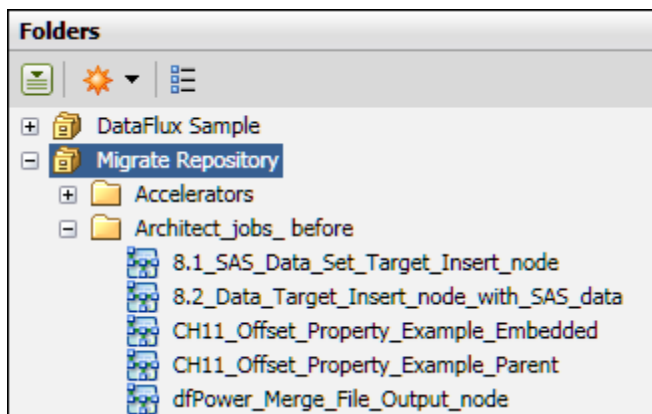 Folders
DataFlux Sample
Migrate Repository
Accelerators
Architect_jobs_ before
8.1_SAS_Data_Set_Target_Insert_node
8.2_Data_Target_Insert_node_with_SAS_data
CH11_Offset_Property_Example_Embedded
CH11_Offset_Property_Example_Parent
dfPower_Merge_File_Output_node